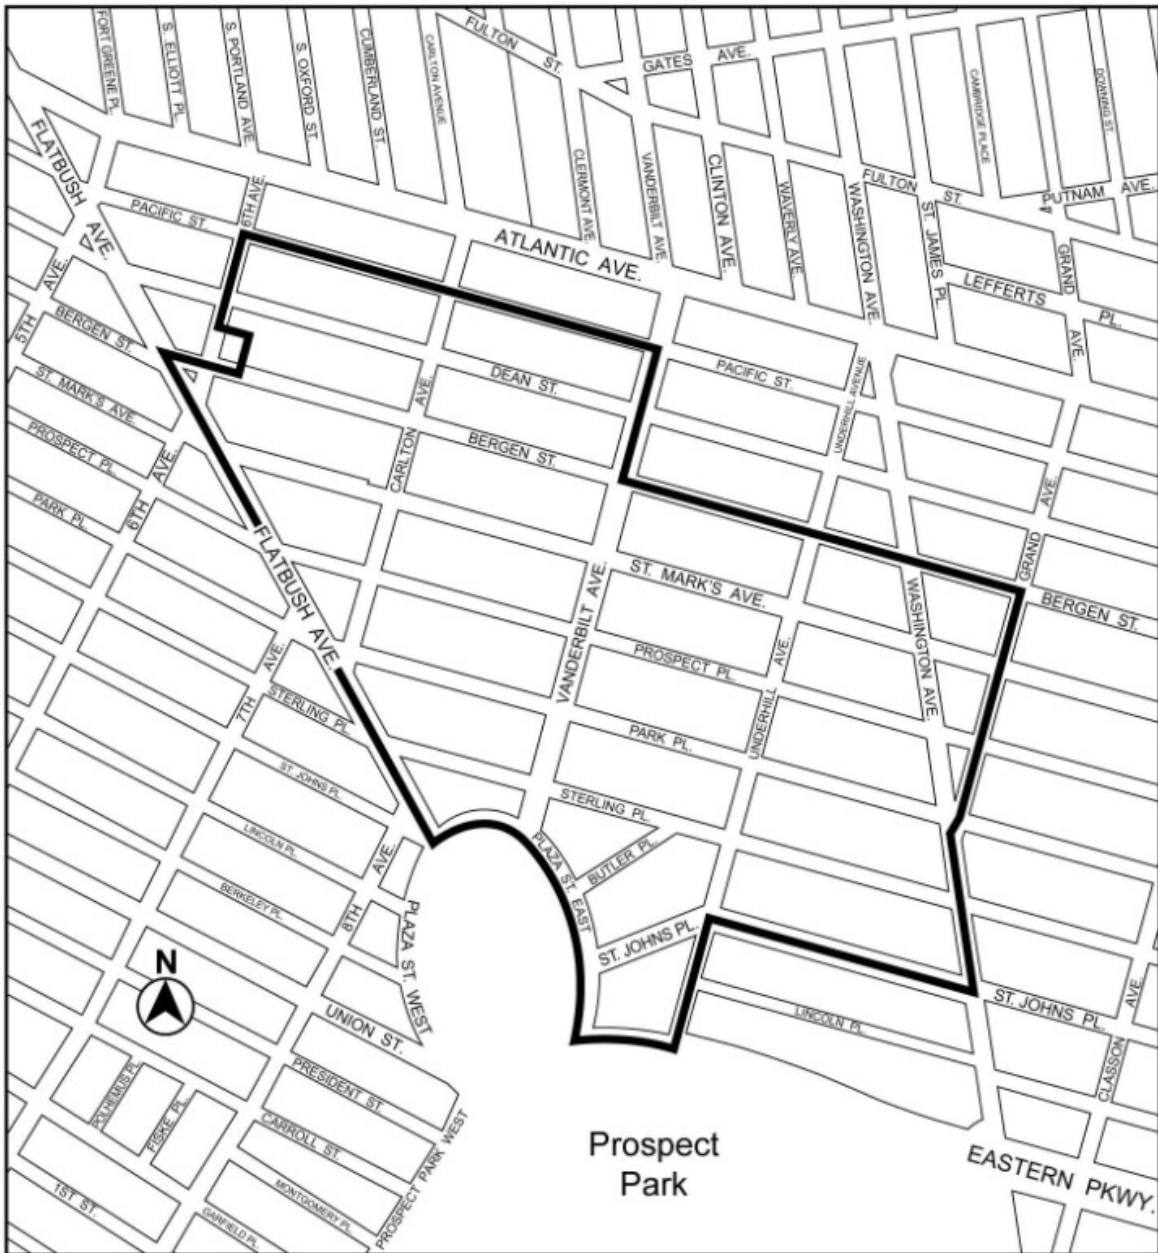 FORT GREENE PL.
S. ELLIOTT PL.
S. PORTLAND AVE.
S. OXFORD ST.
CUMBERLAND ST.
CARLTON AVENUE
FULTON ST.
GATES AVE.
CAMBRIDGE PLACE
DOWNING ST.
FLATBUSH AVE.
CLERMONT AVE.
VANDERBILT AVE.
CLINTON AVE.
WAVERLY AVE.
WASHINGTON AVE.
FULTON ST.
ST. JAMES PL.
PUTNAM AVE.
PACIFIC ST.
6TH AVE.
ATLANTIC AVE.
GRAND AVE.
LEFFERTS PL.
5TH AVE.
BERGEN ST.
ST. MARK'S AVE.
PROSPECT PL.
PARK PL.
6TH AVE.
DEAN ST.
PACIFIC ST.
UNDERHILL AVENUE
CARLTON AVE.
BERGEN ST.
GRAND AVE.
FLATBUSH AVE.
VANDERBILT AVE.
ST. MARK'S AVE.
WASHINGTON AVE.
BERGEN ST.
PROSPECT PL.
UNDERHILL AVE.
7TH AVE.
STERLING PL.
PARK PL.
ST. JOHNS PL.
STERLING PL.
LINCOLN PL.
PLAZA ST. EAST
BUTLER PL.
BERKELEY PL.
8TH AVE.
PLAZA ST. WEST
ST. JOHNS PL.
N
UNION ST.
LINCOLN PL.
ST. JOHNS PL.
CLASSON AVE.
POLHEMUS PL.
FISKE PL.
PRESIDENT ST.
CARROLL ST.
MONTGOMERY PL.
PROSPECT PARK WEST
Prospect
Park
EASTERN PKWY.
1ST ST.
GARFIELD PL.